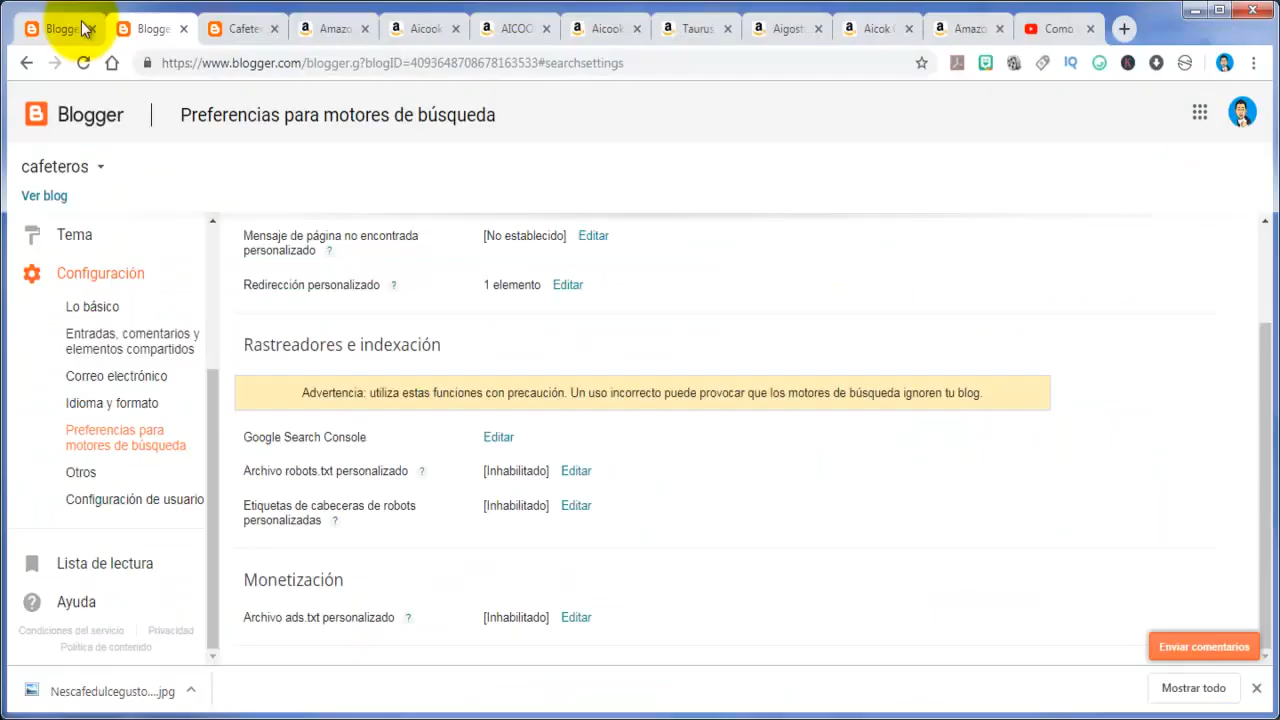 Blogge
Blogge
Cafeter
Amazo
Aicook
AICOO
Aicook
Taurus
Aigost
Aicok
Amazo
Como
https://www.blogger.com/blogger.g?blogID=4093648708678163533#searchsettings
Blogger
Preferencias para motores de búsqueda
cafeteros
Ver blog
Tema
Configuración
Lo básico
Entradas, comentarios y
elementos compartidos
Correo electrónico
Idioma y formato
Preferencias para
motores de búsqueda
Otros
Configuración de usuario
Lista de lectura
Ayuda
Condiciones del servicio
Privacidad
Política de contenido
Mensaje de página no encontrada
personalizado ?
[No establecido] Editar
Redirección personalizado ? 1 elemento Editar
Rastreadores e indexación
Advertencia: utiliza estas funciones con precaución. Un uso incorrecto puede provocar que los motores de búsqueda ignoren tu blog.
Google Search Console Editar
Archivo robots.txt personalizado ? [Inhabilitado] Editar
Etiquetas de cabeceras de robots
personalizadas ?
[Inhabilitado] Editar
Monetización
Archivo ads.txt personalizado ? [Inhabilitado] Editar
Enviar comentarios
Nescafedulcegusto....jpg
Mostrar todo